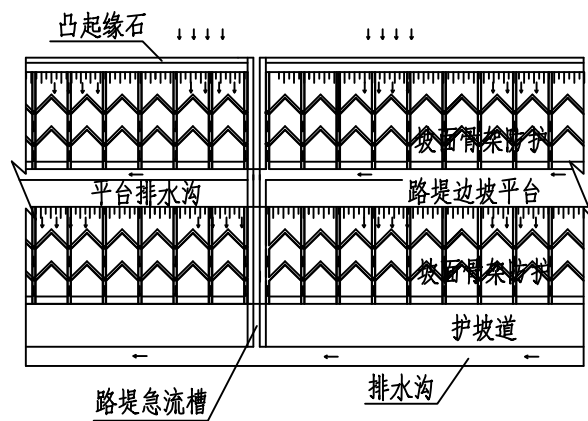 凸起缘石
坡面骨架防护
平台排水沟
路堤边坡平台
坡面骨架防护
护坡道
路堤急流槽
排水沟